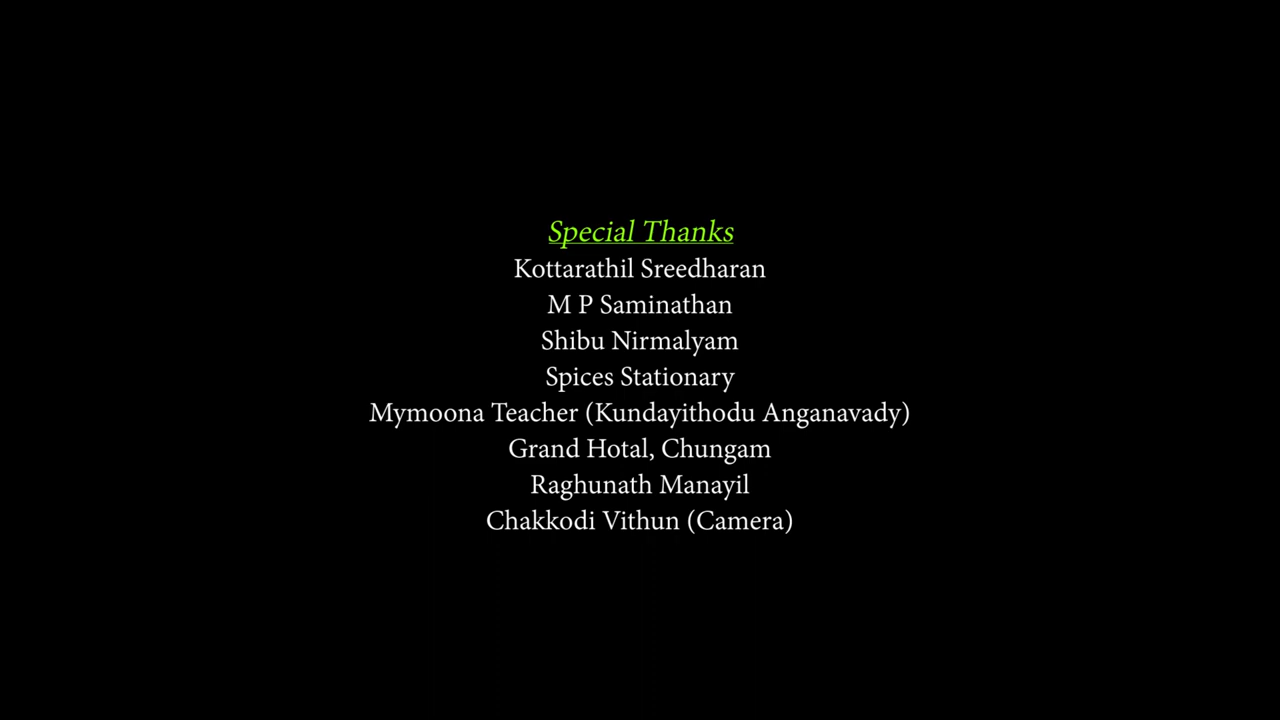 Special Thanks
Kottarathil Sreedharan
M P Saminathan
Shibu Nirmalyam
Spices Stationary
Mymoona Teacher (Kundayithodu Anganavady)
Grand Hotal, Chungam
Raghunath Manayil
Chakkodi Vithun (Camera)